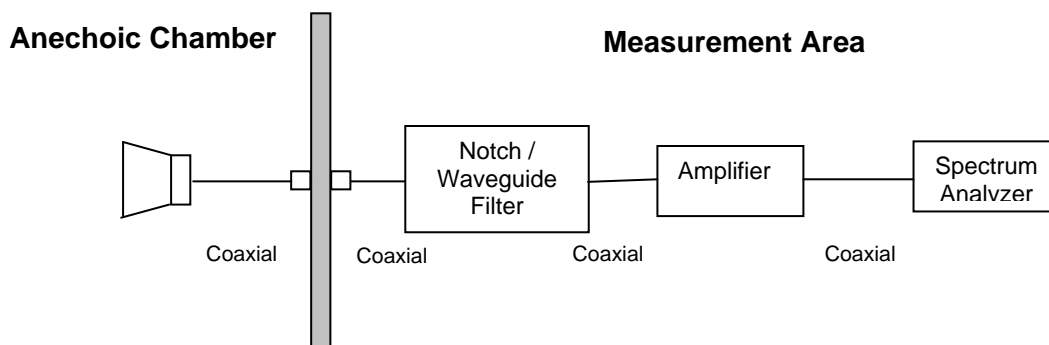 Anechoic Chamber
Measurement Area
Notch /
Waveguide
Filter
Amplifier
Spectrum
Analyzer
Coaxial
Coaxial
Coaxial
Coaxial